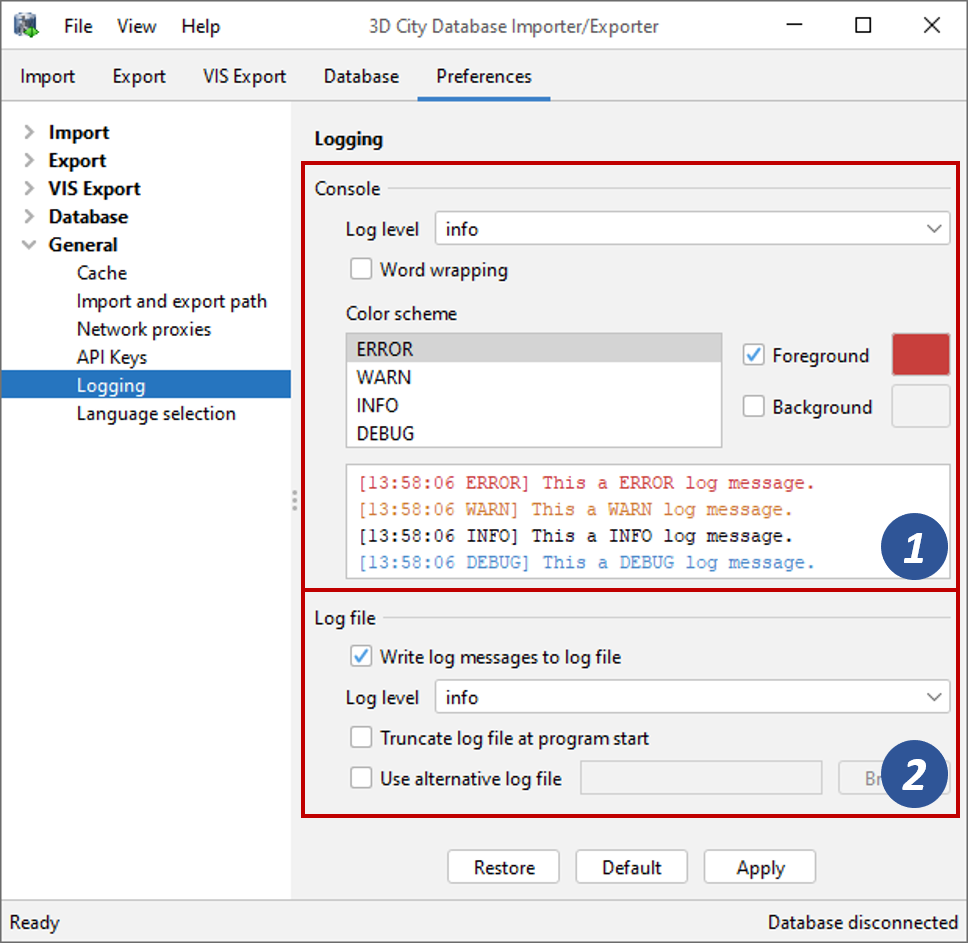 File View Help 3D City Database Importer/Exporter
Import Export VIS Export Database Preferences
Import
Export
VIS Export
Database
General
Cache
Import and export path
Network proxies
API Keys
Logging
Language selection
Logging
Console
Log level info
Word wrapping
Color scheme
ERROR
WARN
INFO
DEBUG
Foreground
Background
[13:58:06 ERROR] This a ERROR log message.
[13:58:06 WARN] This a WARN log message.
[13:58:06 INFO] This a INFO log message.
[13:58:06 DEBUG] This a DEBUG log message.
1
Log file
Write log messages to log file
Log level info
Truncate log file at program start
Use alternative log file
2
Restore Default Apply
Ready Database disconnected